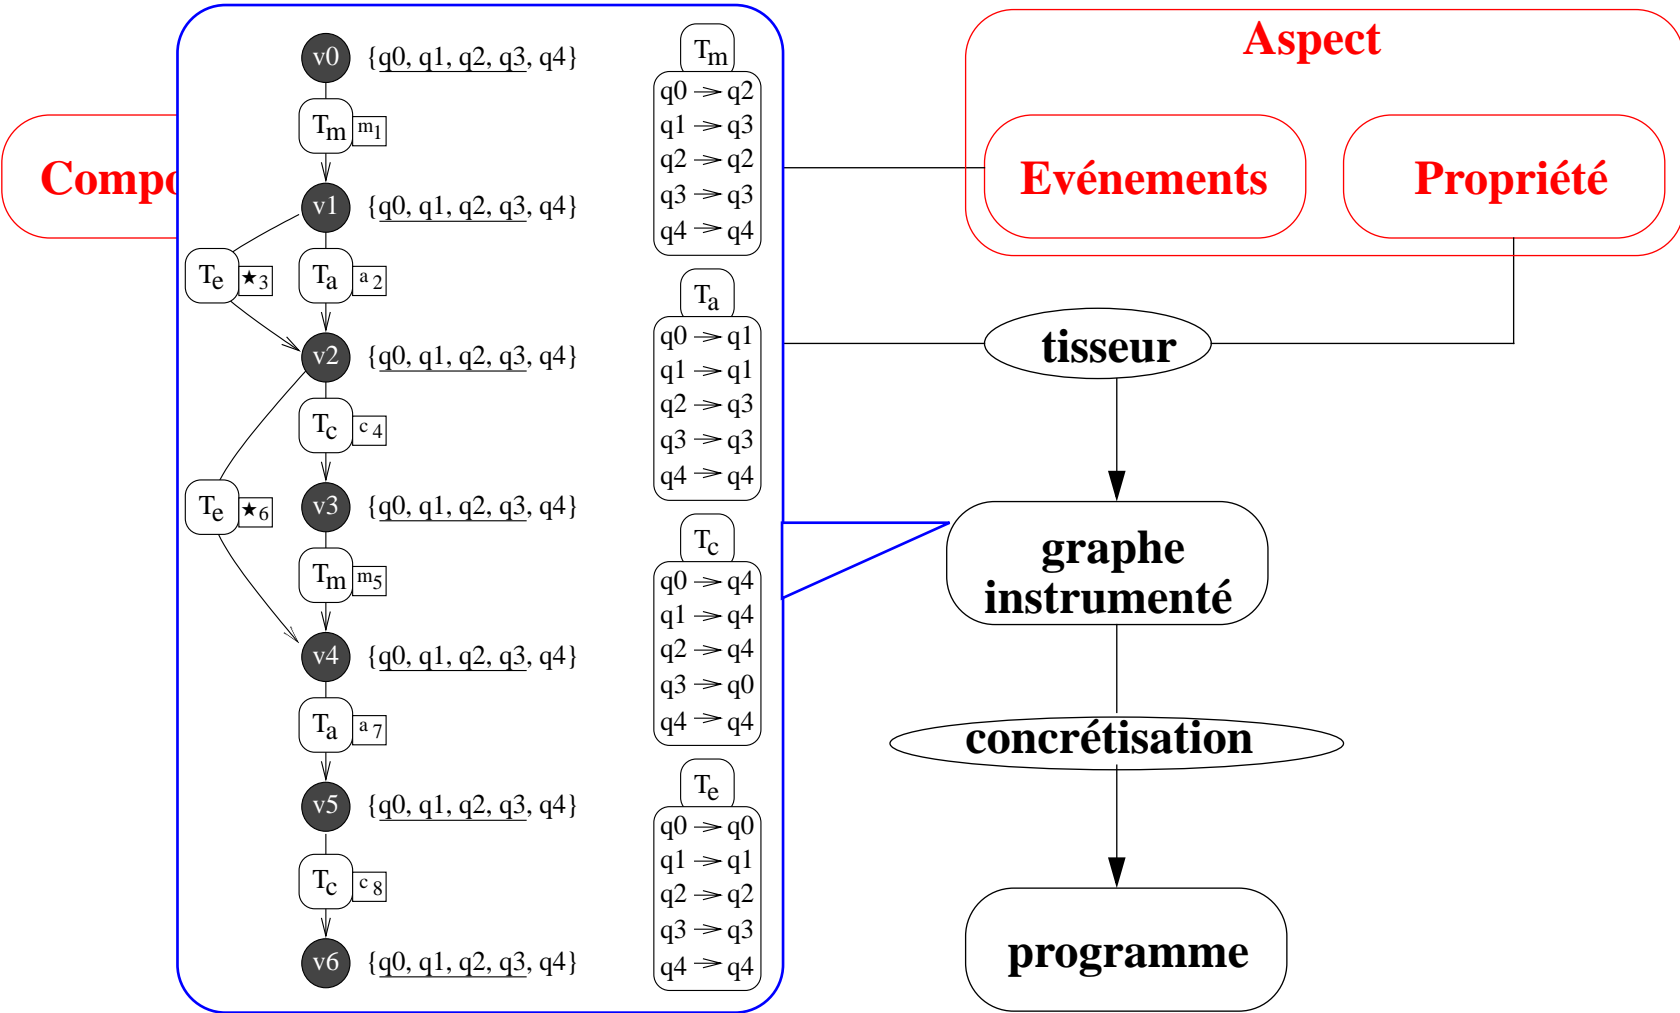 Compo
v0 {q0, q1, q2, q3, q4}
Tm m1
v1 {q0, q1, q2, q3, q4}
Te ★3 Ta a2
v2 {q0, q1, q2, q3, q4}
Tc c4
Te ★6
v3 {q0, q1, q2, q3, q4}
Tm m5
v4 {q0, q1, q2, q3, q4}
Ta a7
v5 {q0, q1, q2, q3, q4}
Tc c8
v6 {q0, q1, q2, q3, q4}
Tm
q0 → q2
q1 → q3
q2 → q2
q3 → q3
q4 → q4
Ta
q0 → q1
q1 → q1
q2 → q3
q3 → q3
q4 → q4
Tc
q0 → q4
q1 → q4
q2 → q4
q3 → q0
q4 → q4
Te
q0 → q0
q1 → q1
q2 → q2
q3 → q3
q4 → q4
Aspect
Evénements
Propriété
tisseur
graphe
instrumenté
concrétisation
programme